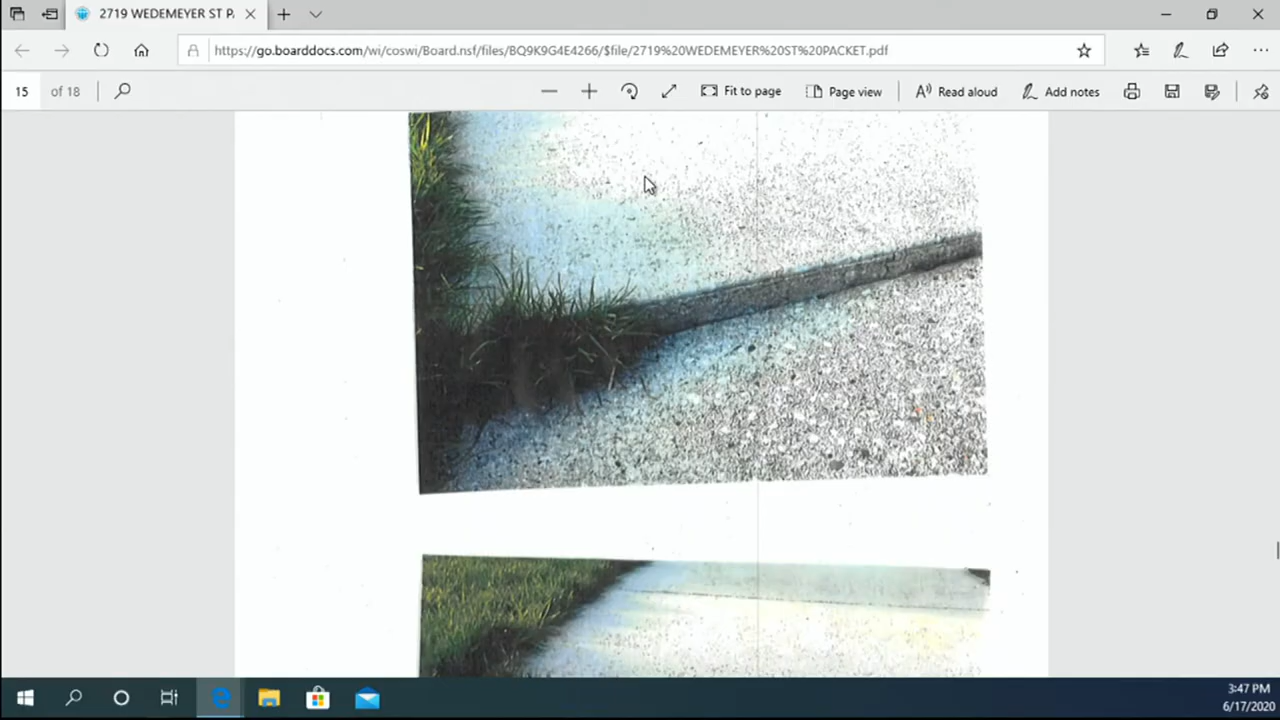 2719 WEDEMEYER ST P
https://go.boarddocs.com/wi/coswi/Board.nsf/files/BQ9K9G4E4266/$file/2719%20WEDEMEYER%20ST%20PACKET.pdf
15 of 18 Fit to page Page view Read aloud Add notes
3:47 PM
6/17/2020